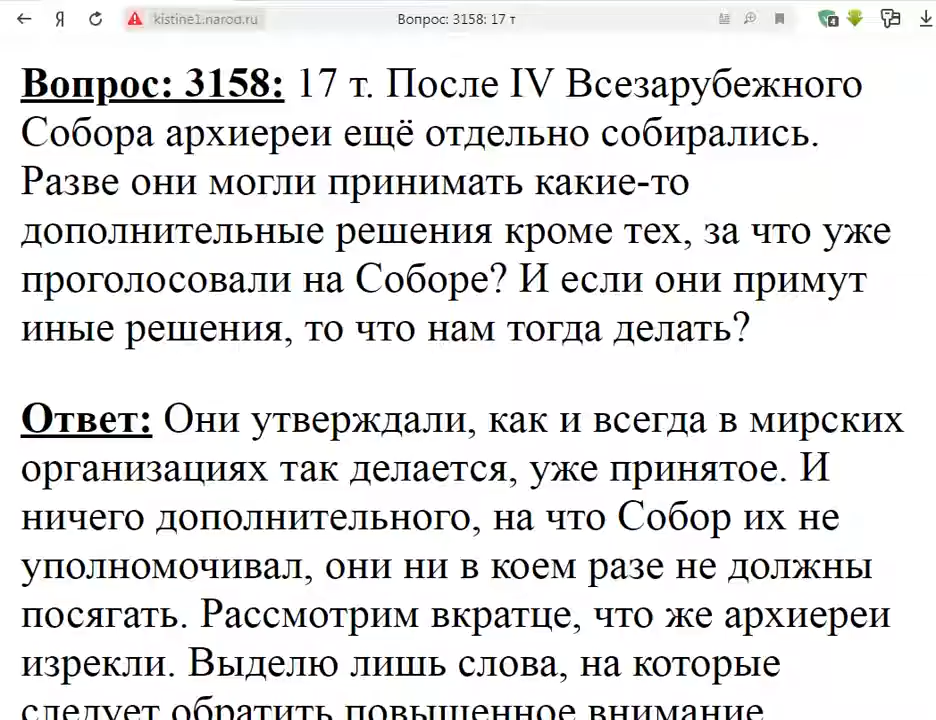 kistine1.narod.ru Вопрос: 3158: 17 т
Вопрос: 3158: 17 т. После IV Всезарубежного
Собора архиереи ещё отдельно собирались.
Разве они могли принимать какие-то
дополнительные решения кроме тех, за что уже
проголосовали на Соборе? И если они примут
иные решения, то что нам тогда делать?
Ответ: Они утверждали, как и всегда в мирских
организациях так делается, уже принятое. И
ничего дополнительного, на что Собор их не
уполномочивал, они ни в коем разе не должны
посягать. Рассмотрим вкратце, что же архиереи
изрекли. Выделю лишь слова, на которые
следует обратить повышенное внимание